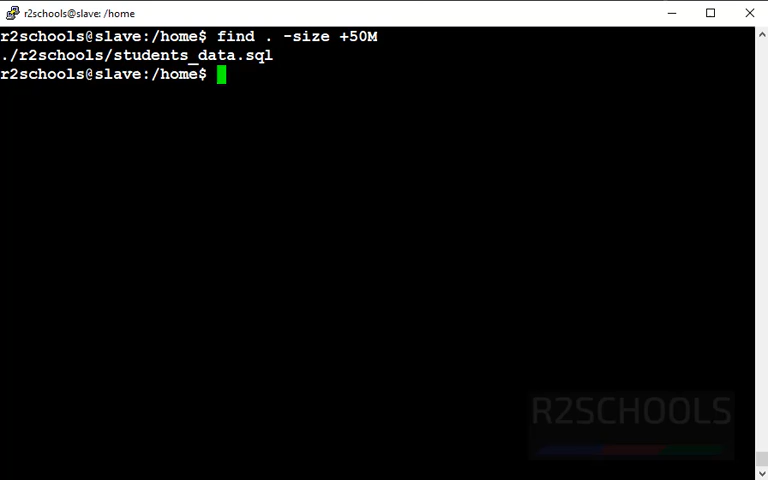 r2schools@slave: /home
r2schools@slave:/home$ find . -size +50M
./r2schools/students_data.sql
r2schools@slave:/home$
R2SCHOOLS